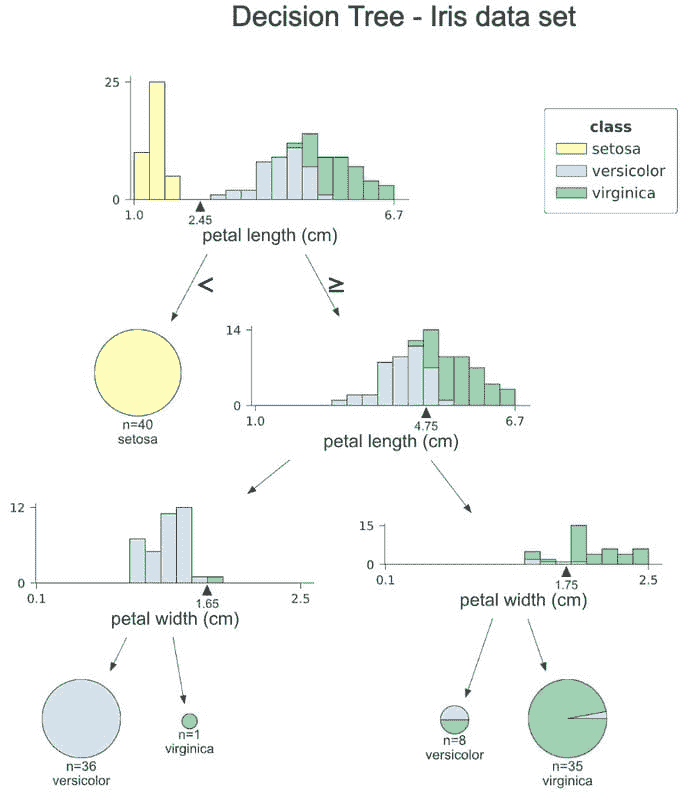 Decision Tree - Iris data set
25
0
1.0
2.45
6.7
petal length (cm)
class
setosa
versicolor
virginica
<
≥
n=40
setosa
14
0
1.0
4.75
6.7
petal length (cm)
12
0
0.1
1.65
2.5
petal width (cm)
15
0
0.1
1.75
2.5
petal width (cm)
n=36
versicolor
n=1
virginica
n=8
versicolor
n=35
virginica